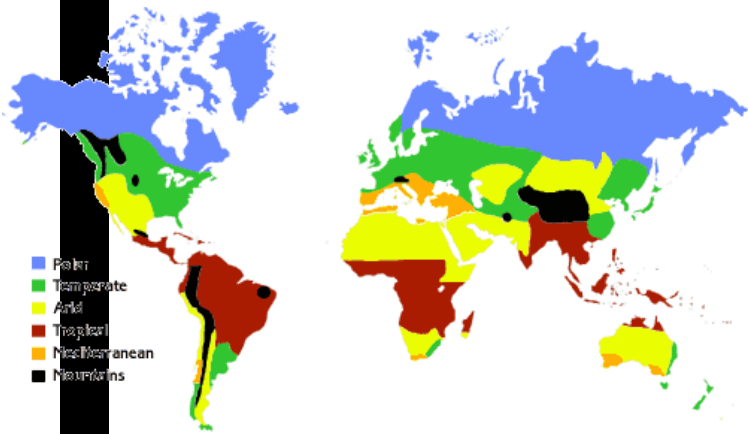 Polar
Temperate
Arid
Tropical
Mediterranean
Mountains